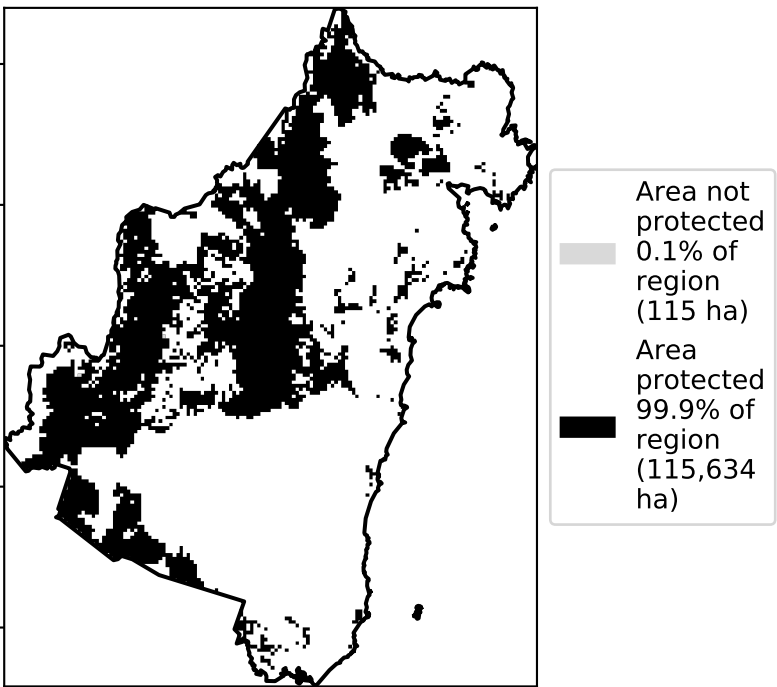 Area not
protected
0.1% of
region
(115 ha)
Area
protected
99.9% of
region
(115,634
ha)